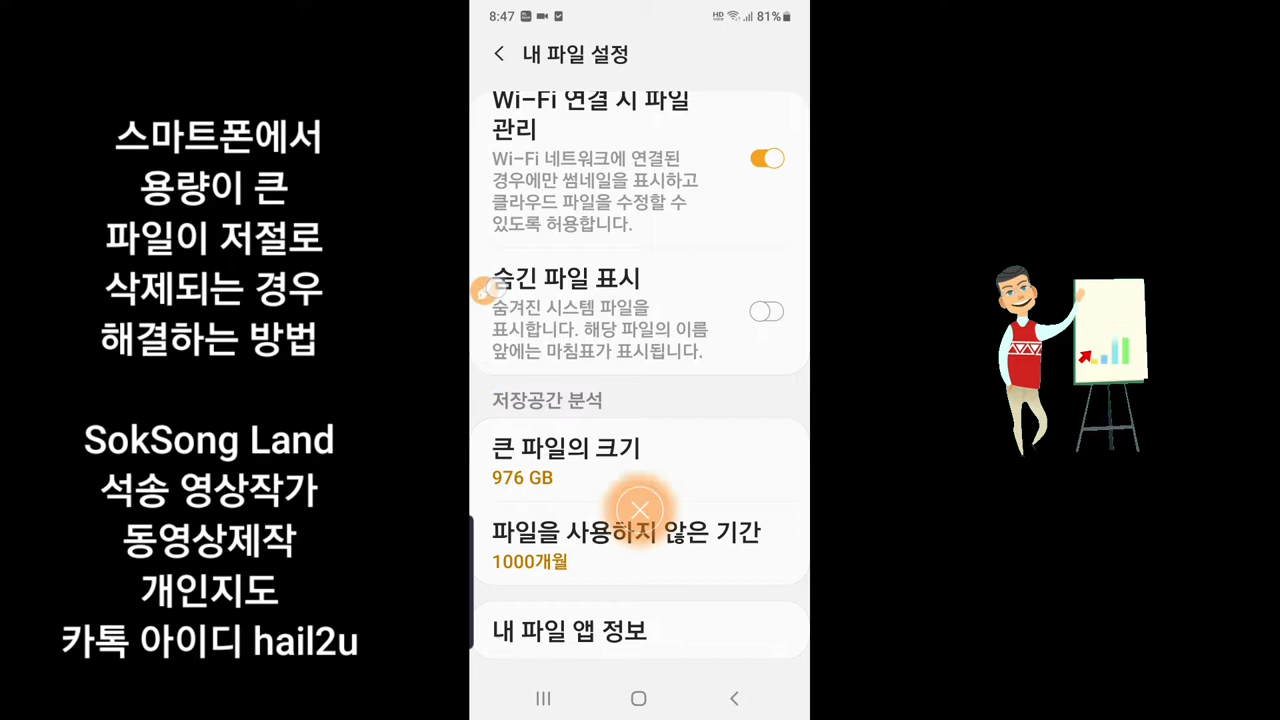 스마트폰에서
용량이 큰
파일이 저절로
삭제되는 경우
해결하는 방법
SokSong Land
석송 영상작가
동영상제작
개인지도
카톡 아이디 hail2u
8:47
81%
내 파일 설정
Wi-Fi 연결 시 파일
관리
Wi-Fi 네트워크에 연결된
경우에만 썸네일을 표시하고
클라우드 파일을 수정할 수
있도록 허용합니다.
숨긴 파일 표시
숨겨진 시스템 파일을
표시합니다. 해당 파일의 이름
앞에는 마침표가 표시됩니다.
저장공간 분석
큰 파일의 크기
976 GB
파일을 사용하지 않은 기간
1000개월
내 파일 앱 정보